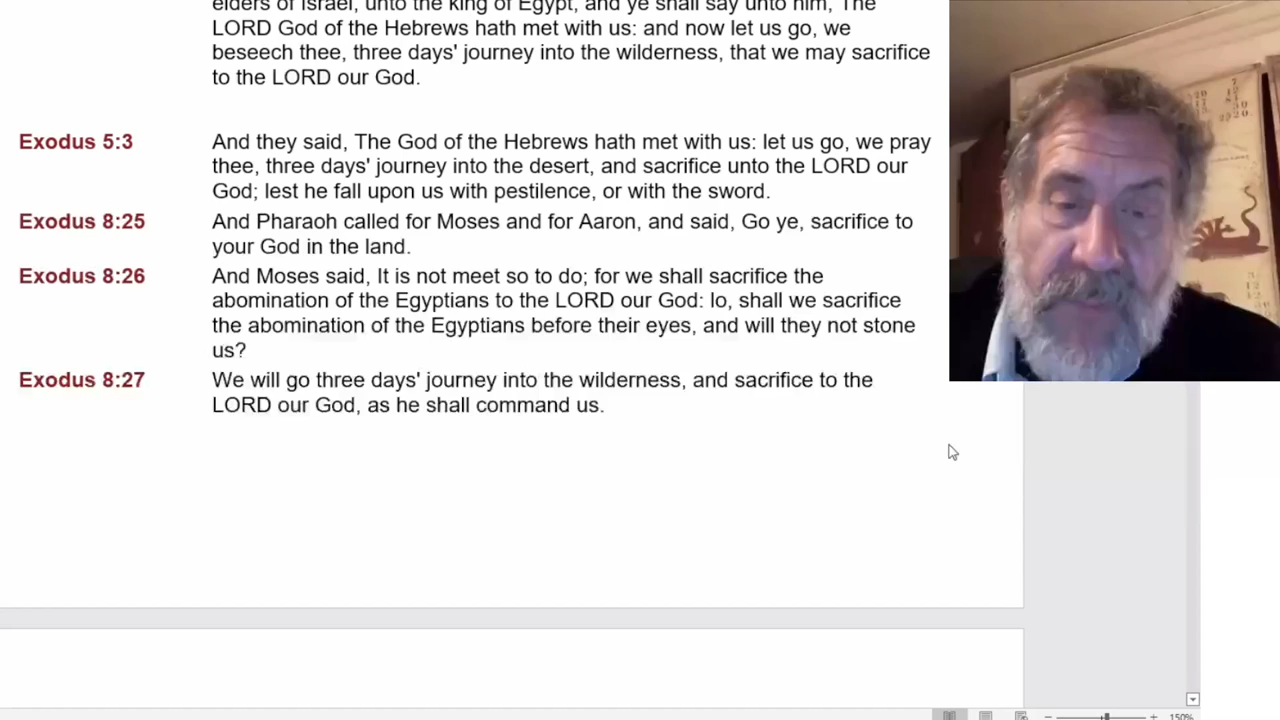 elders of Israel, unto the king of Egypt, and ye shall say unto him, The
LORD God of the Hebrews hath met with us: and now let us go, we
beseech thee, three days' journey into the wilderness, that we may sacrifice
to the LORD our God.
Exodus 5:3
And they said, The God of the Hebrews hath met with us: let us go, we pray
thee, three days' journey into the desert, and sacrifice unto the LORD our
God; lest he fall upon us with pestilence, or with the sword.
Exodus 8:25
And Pharaoh called for Moses and for Aaron, and said, Go ye, sacrifice to
your God in the land.
Exodus 8:26
And Moses said, It is not meet so to do; for we shall sacrifice the
abomination of the Egyptians to the LORD our God: lo, shall we sacrifice
the abomination of the Egyptians before their eyes, and will they not stone
us?
Exodus 8:27
We will go three days' journey into the wilderness, and sacrifice to the
LORD our God, as he shall command us.
150%